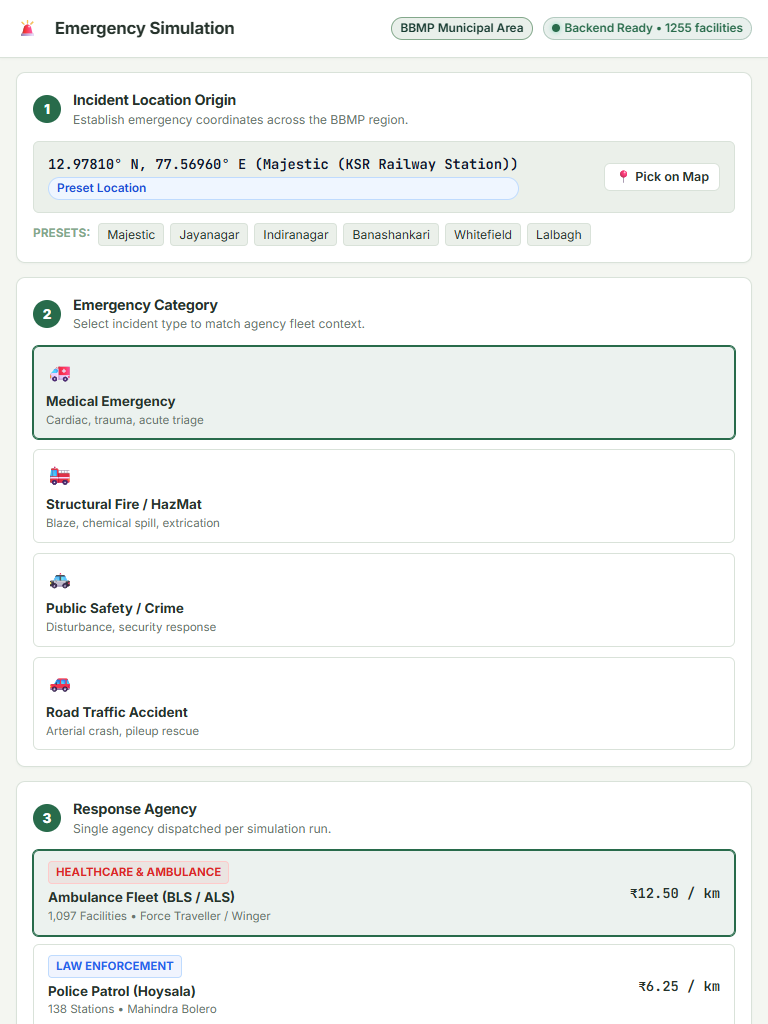 Emergency Simulation
BBMP Municipal Area
Backend Ready • 1255 facilities
1
Incident Location Origin
Establish emergency coordinates across the BBMP region.
12.97810° N, 77.56960° E (Majestic (KSR Railway Station))
Preset Location
Pick on Map
PRESETS:
Majestic
Jayanagar
Indiranagar
Banashankari
Whitefield
Lalbagh
2
Emergency Category
Select incident type to match agency fleet context.
Medical Emergency
Cardiac, trauma, acute triage
Structural Fire / HazMat
Blaze, chemical spill, extrication
Public Safety / Crime
Disturbance, security response
Road Traffic Accident
Arterial crash, pileup rescue
3
Response Agency
Single agency dispatched per simulation run.
HEALTHCARE & AMBULANCE
Ambulance Fleet (BLS / ALS)
1,097 Facilities • Force Traveller / Winger
₹12.50 / km
LAW ENFORCEMENT
Police Patrol (Hoysala)
138 Stations • Mahindra Bolero
₹6.25 / km